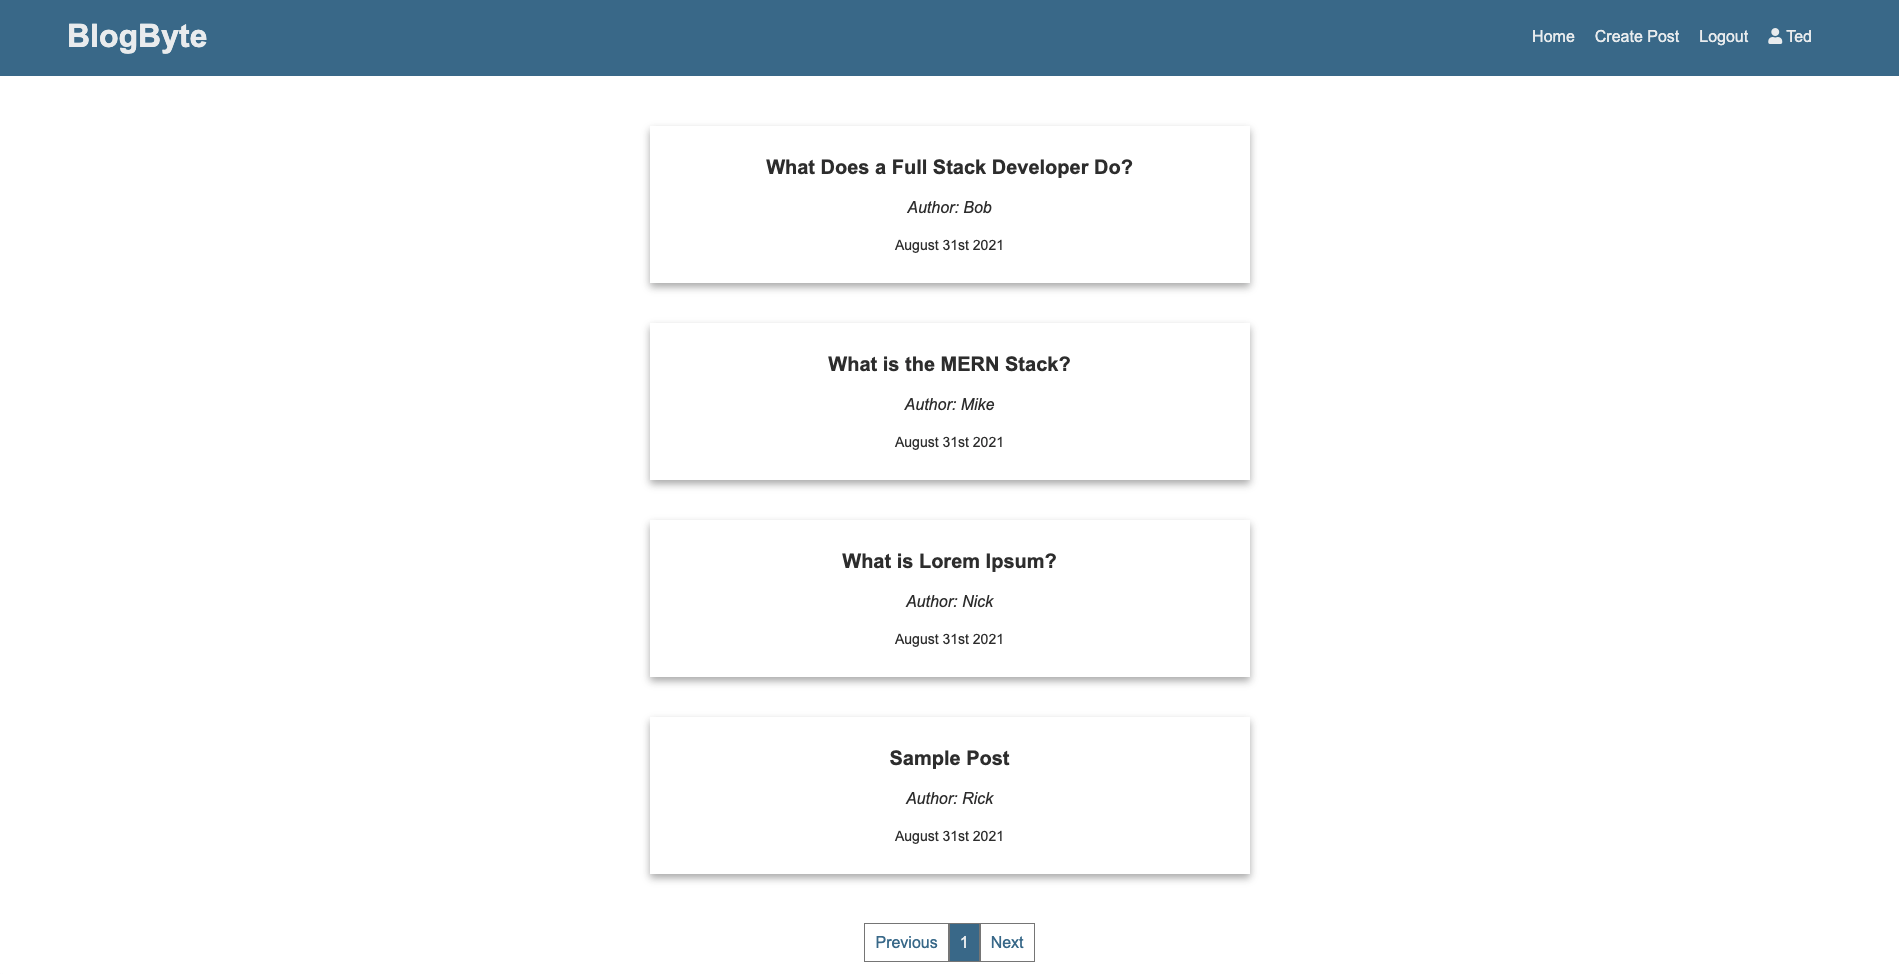 BlogByte
Home Create Post Logout Ted
What Does a Full Stack Developer Do?
Author: Bob
August 31st 2021
What is the MERN Stack?
Author: Mike
August 31st 2021
What is Lorem Ipsum?
Author: Nick
August 31st 2021
Sample Post
Author: Rick
August 31st 2021
Previous 1 Next